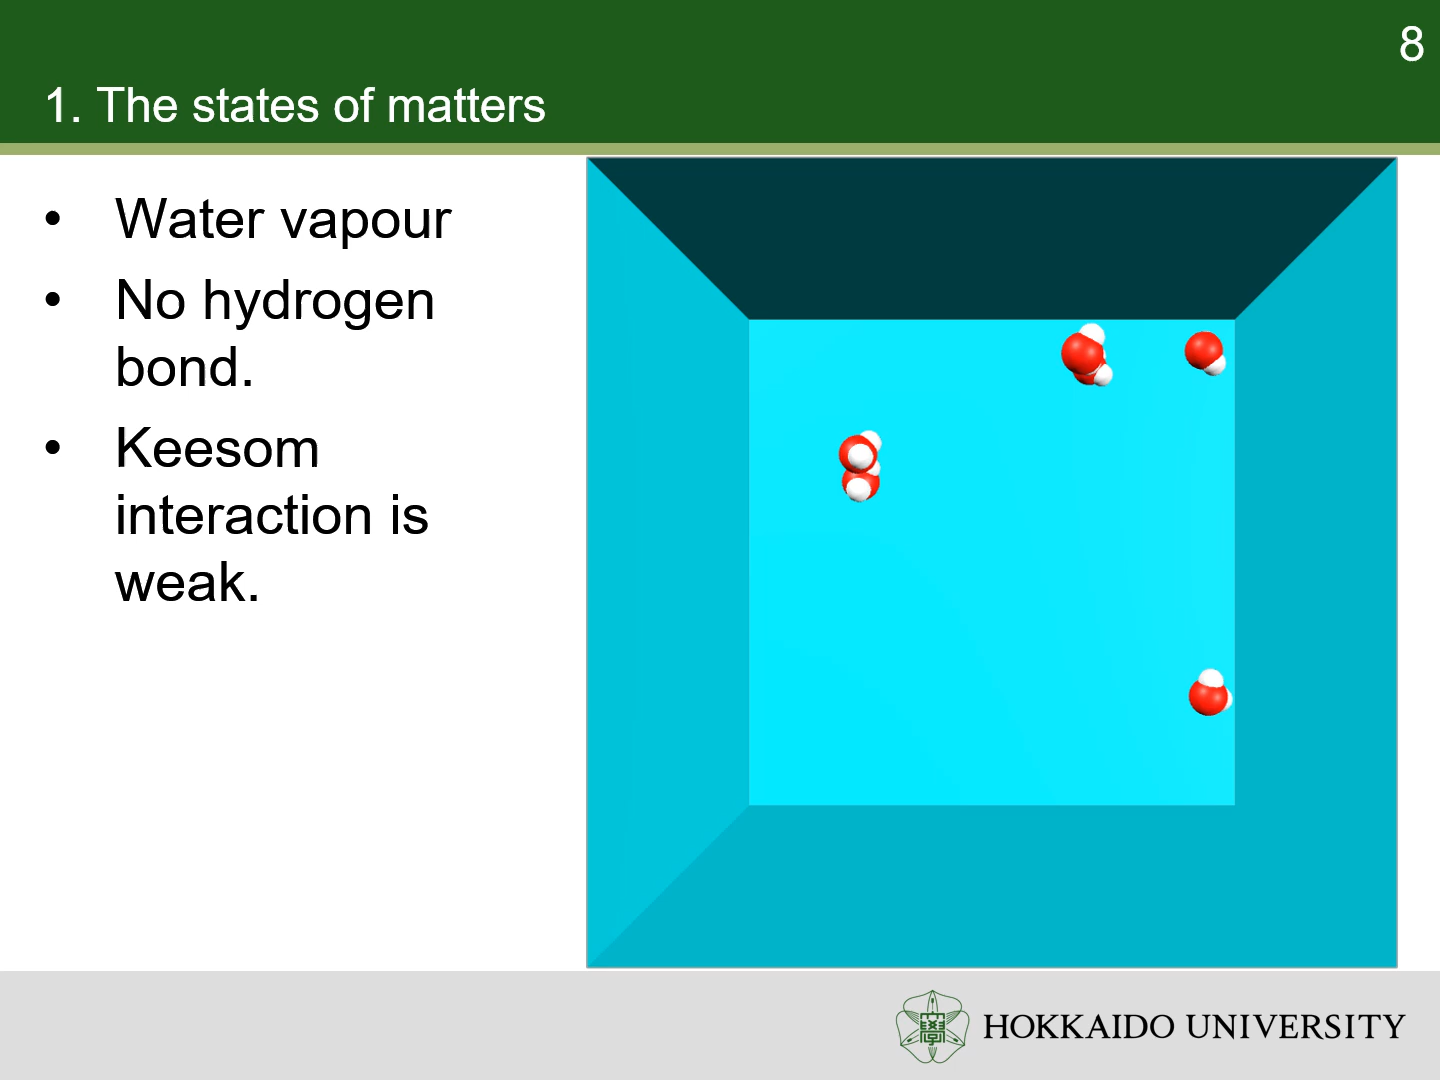 8
1. The states of matters
• Water vapour
• No hydrogen
bond.
• Keesom
interaction is
weak.
HOKKAIDO UNIVERSITY